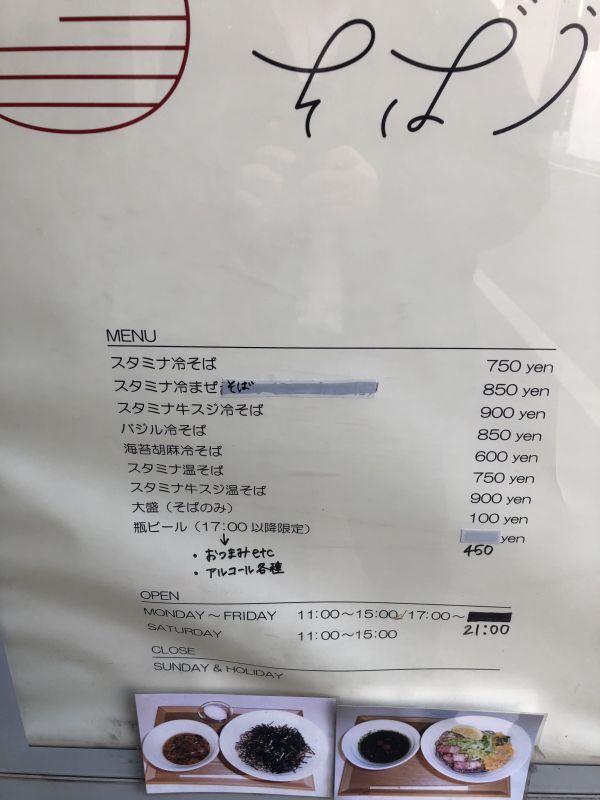 そばじ
MENU
スタミナ冷そば 750 yen
スタミナ冷まぜそば 850 yen
スタミナ牛スジ冷そば 900 yen
バジル冷そば 850 yen
海苔胡麻冷そば 600 yen
スタミナ温そば 750 yen
スタミナ牛スジ温そば 900 yen
大盛（そばのみ） 100 yen
瓶ビール（17:00 以降限定） yen
450
・おつまみ etc
・アルコール各種
OPEN
MONDAY～FRIDAY 11:00～15:00/17:00～
21:00
SATURDAY 11:00～15:00
CLOSE
SUNDAY & HOLIDAY